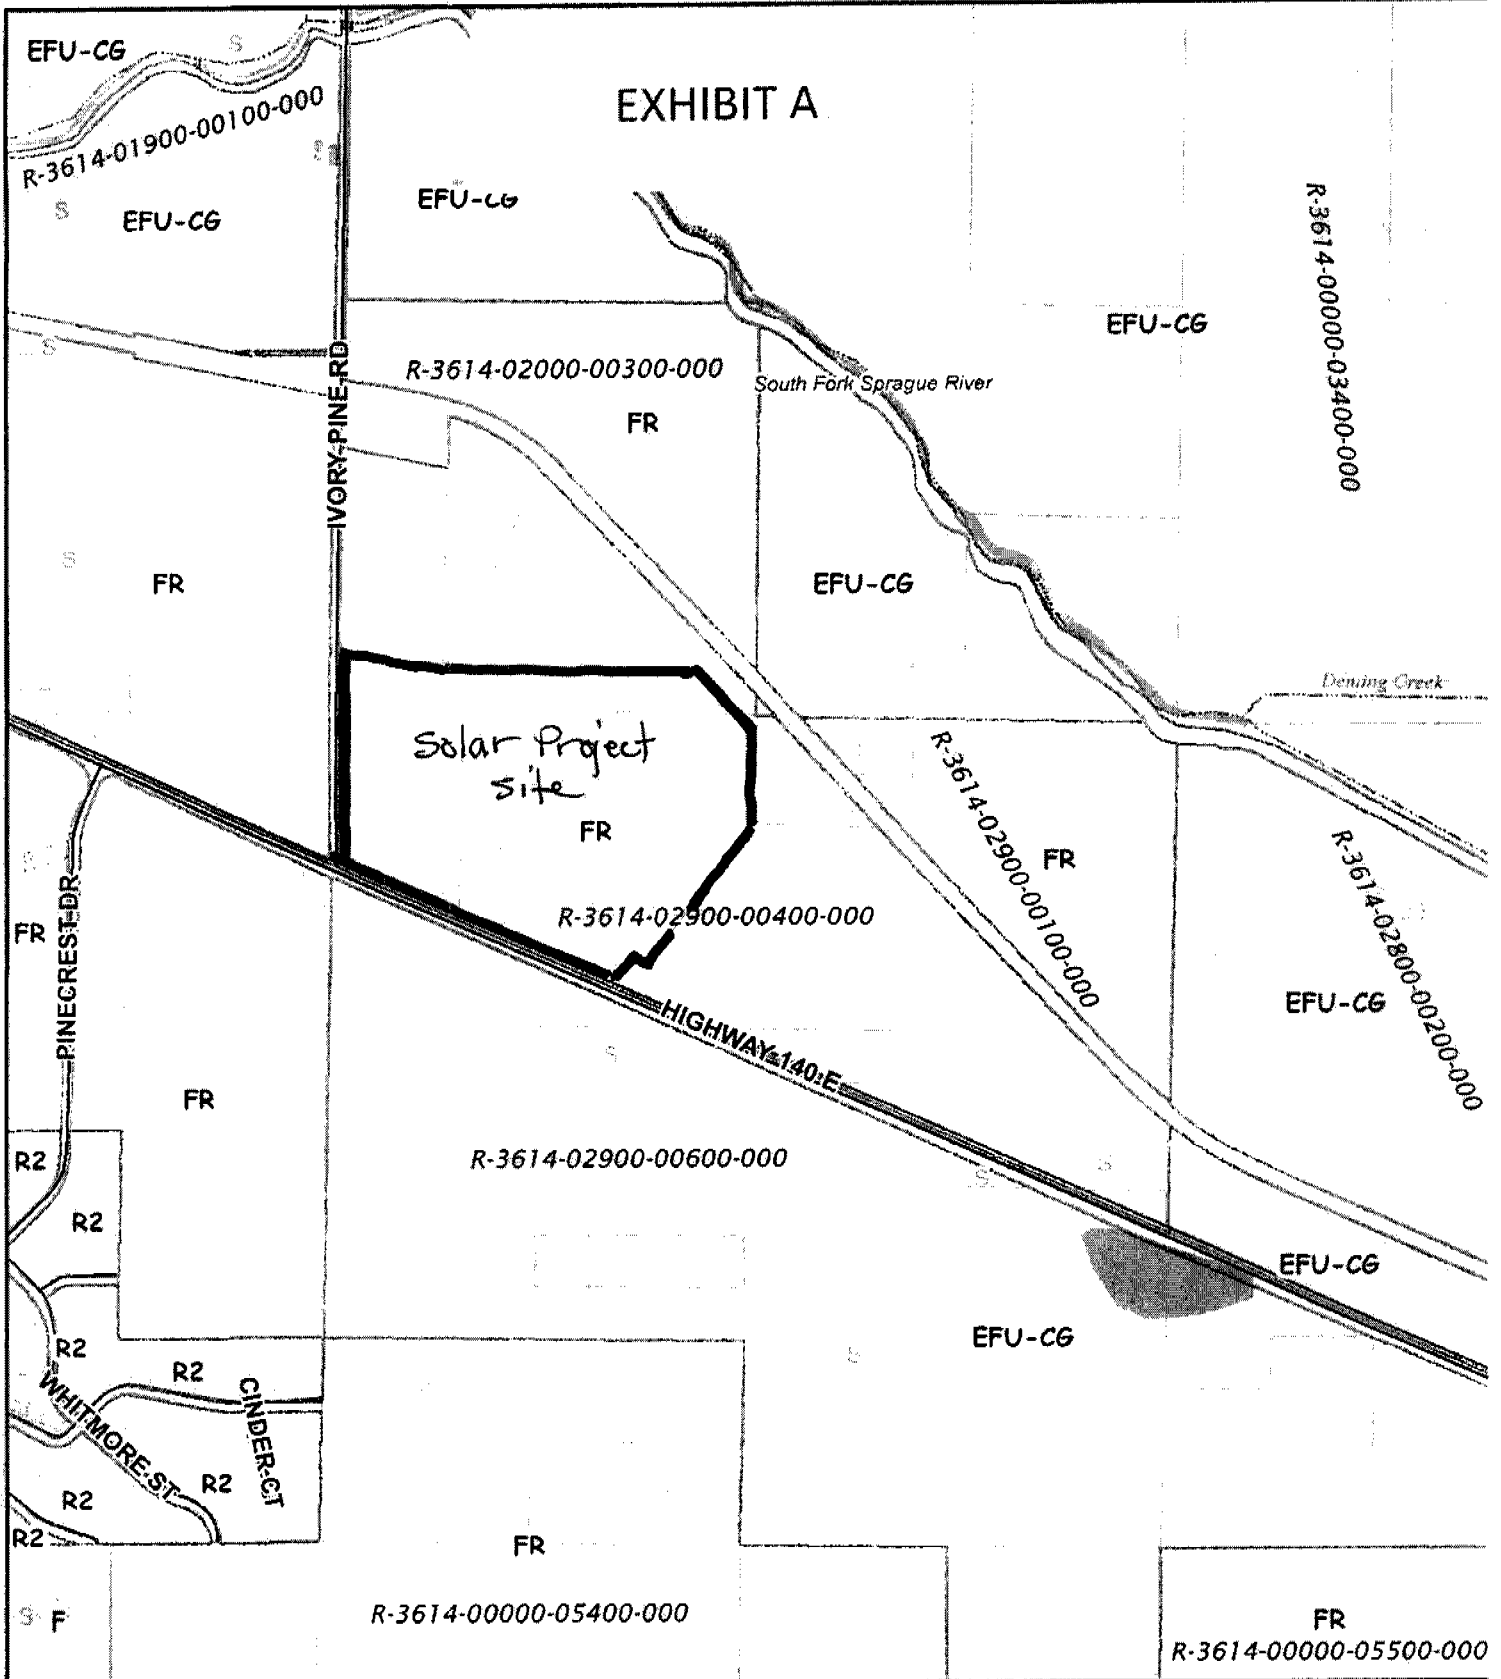 EXHIBIT A
EFU-CG
S
R-3614-01900-00100-000
S
EFU-CG
EFU-CG
R-3614-00000-03400-000
EFU-CG
S
IVORY PINE RD
R-3614-02000-00300-000
FR
South Fork Sprague River
S
FR
EFU-CG
Deming Creek
Solar Project
site
FR
R-3614-02900-00400-000
R-3614-02900-00100-000
FR
R-3614-02800-00200-000
EFU-CG
S
FR
PINECREST DR
HIGHWAY 140 E
S
FR
R-3614-02900-00600-000
S
S
R2
R2
EFU-CG
EFU-CG
S
R2
R2
WHITMORE ST
CINDER CT
R2
R2
R2
FR
S
F
R-3614-00000-05400-000
FR
R-3614-00000-05500-000